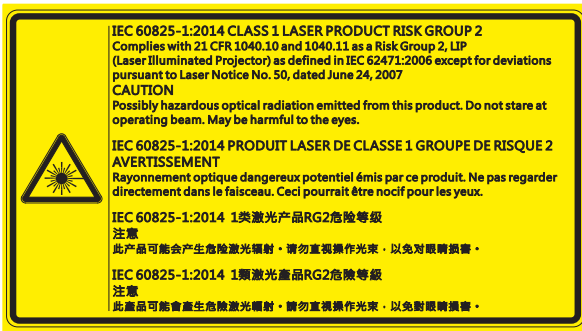 IEC 60825-1:2014 CLASS 1 LASER PRODUCT RISK GROUP 2
Complies with 21 CFR 1040.10 and 1040.11 as a Risk Group 2, LIP
(Laser Illuminated Projector) as defined in IEC 62471:2006 except for deviations
pursuant to Laser Notice No. 50, dated June 24, 2007
CAUTION
Possibly hazardous optical radiation emitted from this product. Do not stare at
operating beam. May be harmful to the eyes.
IEC 60825-1:2014 PRODUIT LASER DE CLASSE 1 GROUPE DE RISQUE 2
AVERTISSEMENT
Rayonnement optique dangereux potentiel émis par ce produit. Ne pas regarder
directement dans le faisceau. Ceci pourrait être nocif pour les yeux.
IEC 60825-1:2014 1类激光产品RG2危险等级
注意
此产品可能会产生危险激光辐射。请勿直视操作光束，以免对眼睛损害。
IEC 60825-1:2014 1類激光產品RG2危險等級
注意
此產品可能會產生危險激光輻射。請勿直視操作光束，以免對眼睛損害。